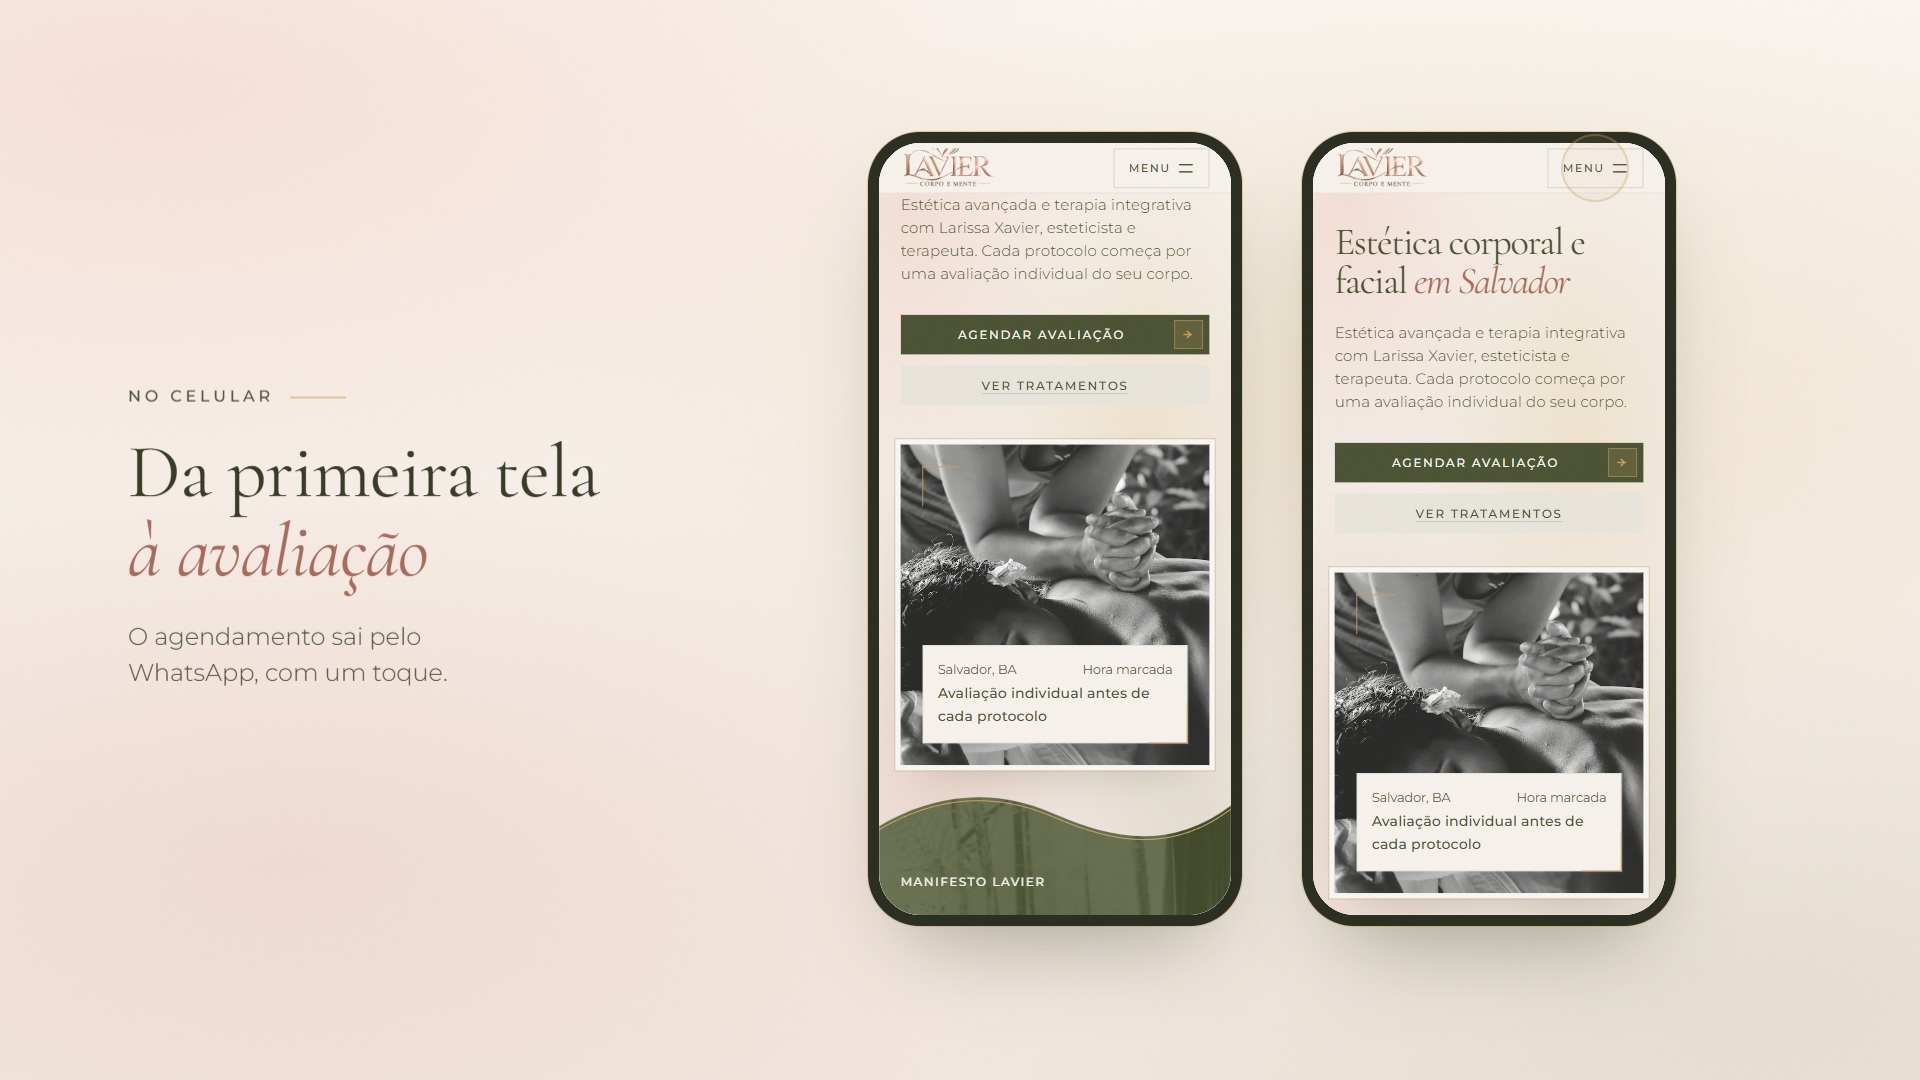 NO CELULAR
Da primeira tela
à avaliação
O agendamento sai pelo
WhatsApp, com um toque.
LAVIER
CORPO E MENTE
MENU
Estética avançada e terapia integrativa
com Larissa Xavier, esteticista e
terapeuta. Cada protocolo começa por
uma avaliação individual do seu corpo.
AGENDAR AVALIAÇÃO
VER TRATAMENTOS
Salvador, BA Hora marcada
Avaliação individual antes de
cada protocolo
MANIFESTO LAVIER
LAVIER
CORPO E MENTE
MENU
Estética corporal e
facial em Salvador
Estética avançada e terapia integrativa
com Larissa Xavier, esteticista e
terapeuta. Cada protocolo começa por
uma avaliação individual do seu corpo.
AGENDAR AVALIAÇÃO
VER TRATAMENTOS
Salvador, BA Hora marcada
Avaliação individual antes de
cada protocolo